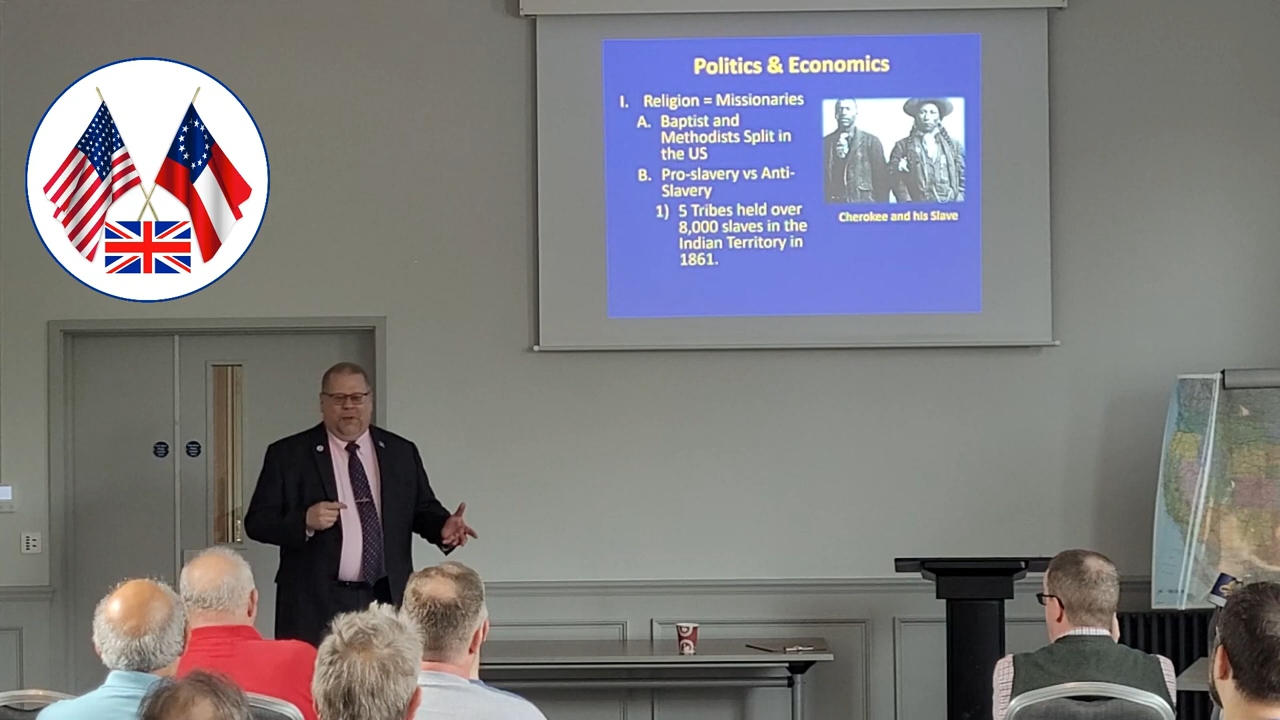 Politics & Economics
I. Religion = Missionaries
A. Baptist and
Methodists Split in
the US
B. Pro-slavery vs Anti-
Slavery
1) 5 Tribes held over
8,000 slaves in the
Indian Territory in
1861.
Cherokee and his Slave